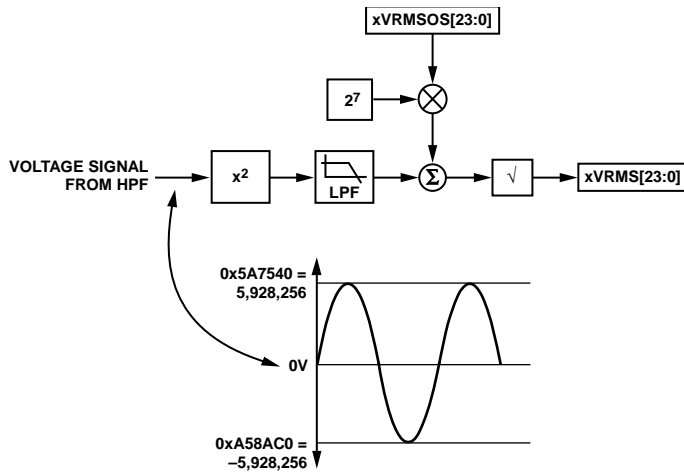 xVRMSOS[23:0]
2⁷
VOLTAGE SIGNAL
FROM HPF
x²
LPF
Σ
√
xVRMS[23:0]
0x5A7540 =
5,928,256
0V
0xA58AC0 =
–5,928,256